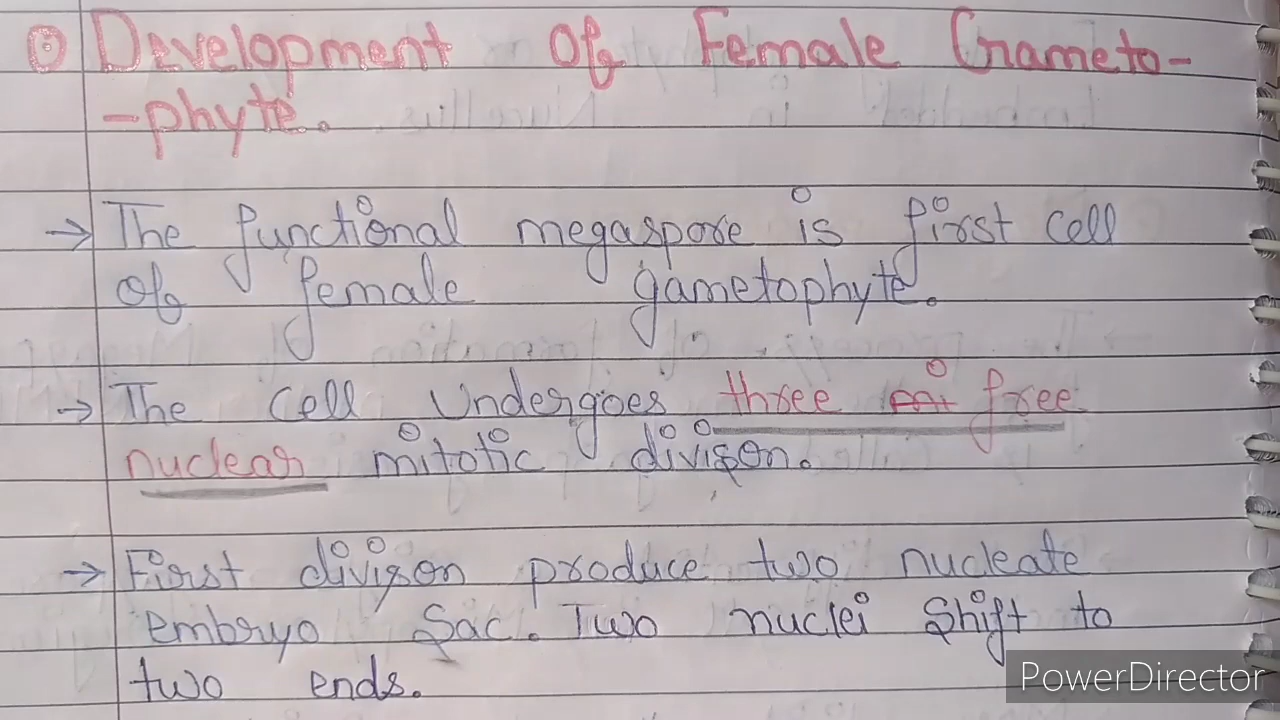 Development Of Female Gameto-
-phyte.
→ The functional megaspore is first cell
of female gametophyte.
→ The cell undergoes three free
nuclear mitotic divison.
→ First divison produce two nucleate
embryo Sac. Two nuclei Shift to
two ends.
PowerDirector